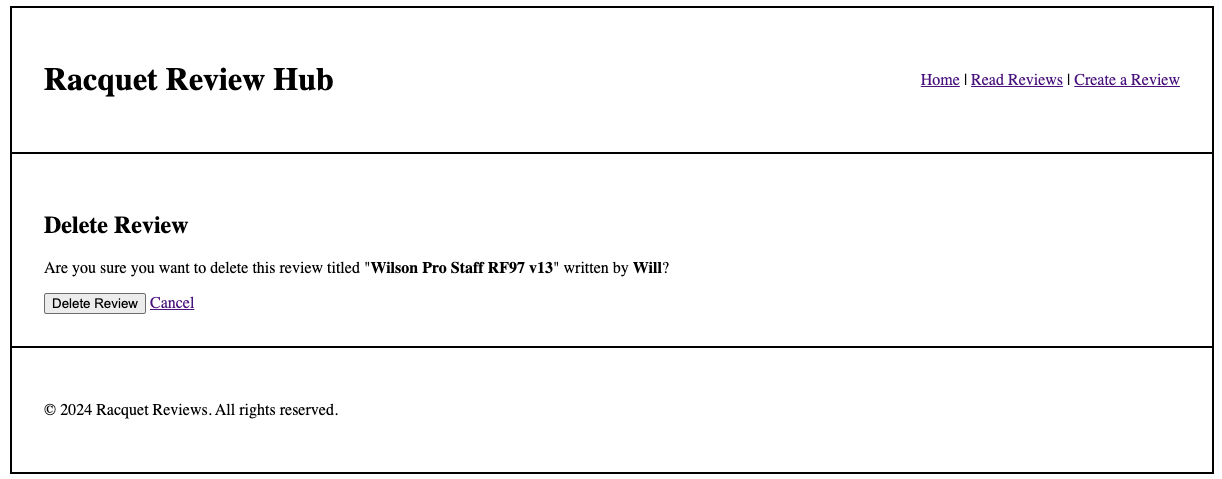 Racquet Review Hub
Home | Read Reviews | Create a Review
Delete Review
Are you sure you want to delete this review titled "Wilson Pro Staff RF97 v13" written by Will?
Delete Review Cancel
© 2024 Racquet Reviews. All rights reserved.